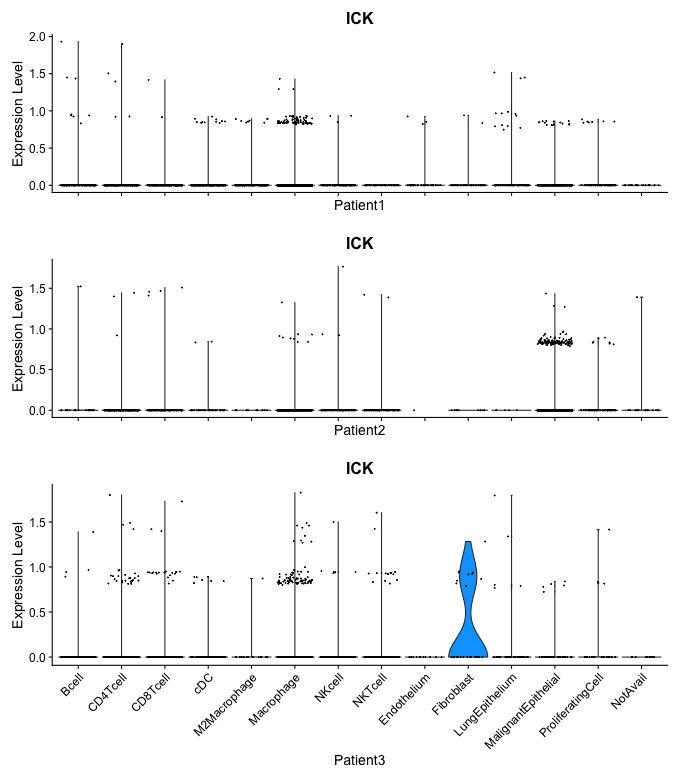 ICK
Expression Level
2.0
1.5
1.0
0.5
0.0
Patient1
ICK
Expression Level
1.5
1.0
0.5
0.0
Patient2
ICK
Expression Level
1.5
1.0
0.5
0.0
Bcell
CD4Tcell
CD8Tcell
cDC
M2Macrophage
Macrophage
NKcell
NKTcell
Endothelium
Fibroblast
LungEpithelium
MalignantEpithelial
ProliferatingCell
NotAvail
Patient3